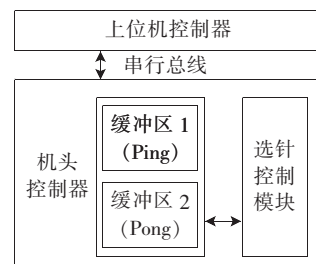 上位机控制器
串行总线
机头
控制器
缓冲区 1
(Ping)
缓冲区 2
(Pong)
选针
控制
模块